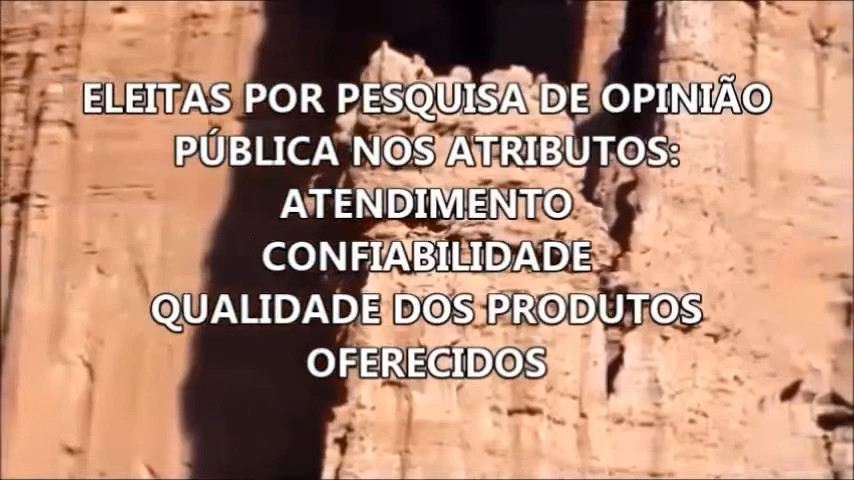 ELEITAS POR PESQUISA DE OPINIÃO
PÚBLICA NOS ATRIBUTOS:
ATENDIMENTO
CONFIABILIDADE
QUALIDADE DOS PRODUTOS
OFERECIDOS